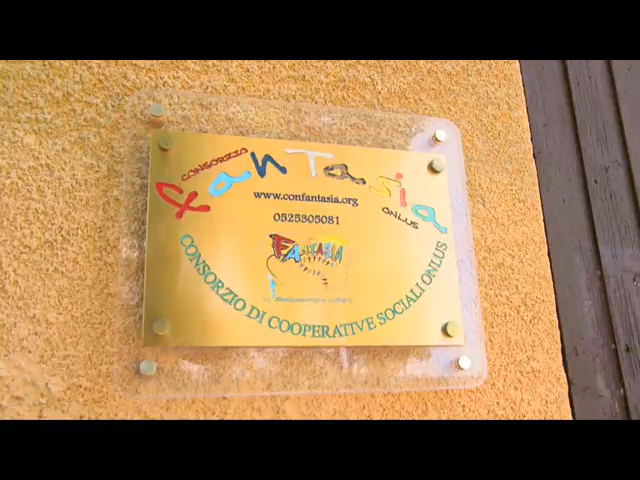 CONSORZIO
fanTasia
ONLUS
www.confantasia.org
0525305081
FANTASIA
CONSORZIO DI COOPERATIVE SOCIALI ONLUS